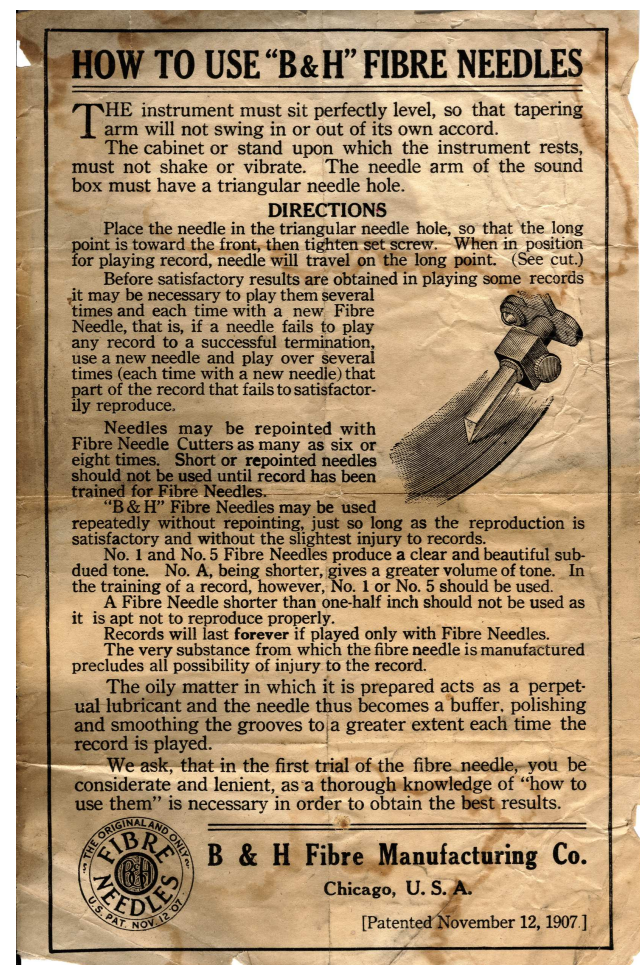 HOW TO USE “B & H” FIBRE NEEDLES
THE instrument must sit perfectly level, so that tapering
arm will not swing in or out of its own accord.
The cabinet or stand upon which the instrument rests,
must not shake or vibrate. The needle arm of the sound
box must have a triangular needle hole.
DIRECTIONS
Place the needle in the triangular needle hole, so that the long
point is toward the front, then tighten set screw. When in position
for playing record, needle will travel on the long point. (See cut.)
Before satisfactory results are obtained in playing some records
it may be necessary to play them several
times and each time with a new Fibre
Needle, that is, if a needle fails to play
any record to a successful termination,
use a new needle and play over several
times (each time with a new needle) that
part of the record that fails to satisfactor-
ily reproduce.
Needles may be repointed with
Fibre Needle Cutters as many as six or
eight times. Short or repointed needles
should not be used until record has been
trained for Fibre Needles.
“B & H” Fibre Needles may be used
repeatedly without repointing, just so long as the reproduction is
satisfactory and without the slightest injury to records.
No. 1 and No. 5 Fibre Needles produce a clear and beautiful sub-
dued tone. No. A, being shorter, gives a greater volume of tone. In
the training of a record, however, No. 1 or No. 5 should be used.
A Fibre Needle shorter than one-half inch should not be used as
it is apt not to reproduce properly.
Records will last forever if played only with Fibre Needles.
The very substance from which the fibre needle is manufactured
precludes all possibility of injury to the record.
The oily matter in which it is prepared acts as a perpet-
ual lubricant and the needle thus becomes a buffer, polishing
and smoothing the grooves to a greater extent each time the
record is played.
We ask, that in the first trial of the fibre needle, you be
considerate and lenient, as a thorough knowledge of “how to
use them” is necessary in order to obtain the best results.
THE ORIGINAL AND ONLY
FIBRE
B&H
NEEDLES
U.S. PAT. NOV. 12 '07
B & H Fibre Manufacturing Co.
Chicago, U. S. A.
[Patented November 12, 1907.]